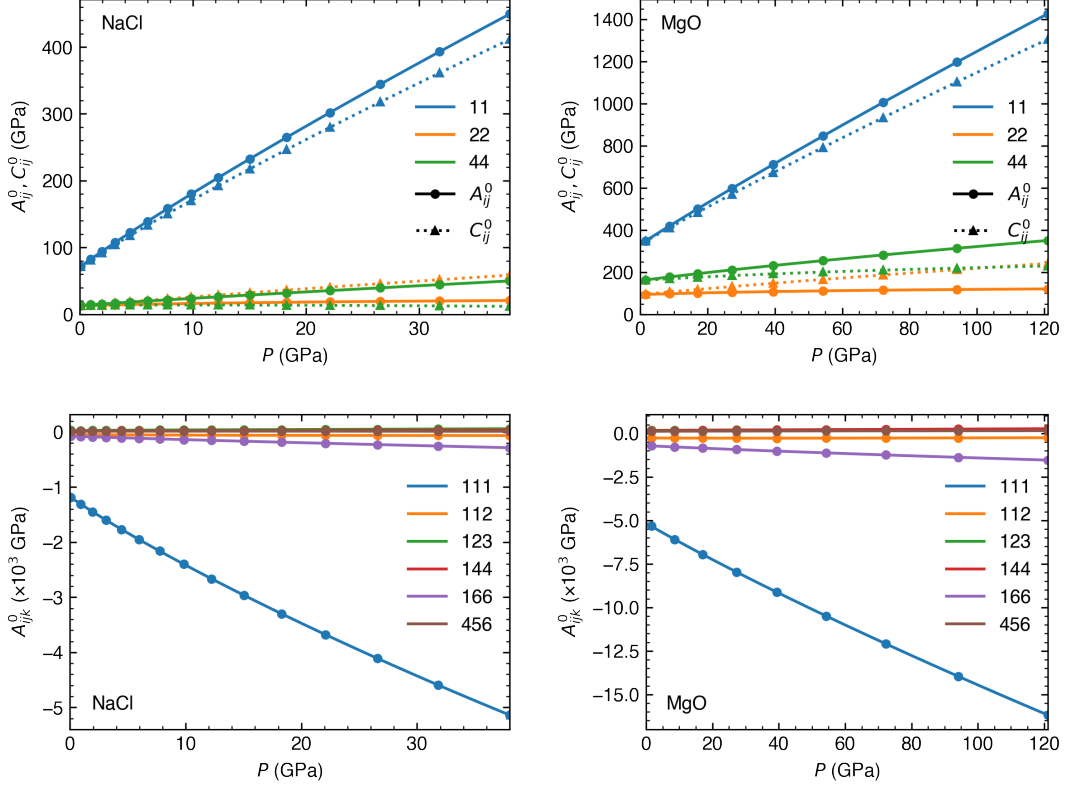 NaCl
400
300
200
100
0
A⁰ᵢⱼ, C⁰ᵢⱼ (GPa)
11
22
44
A⁰ᵢⱼ
C⁰ᵢⱼ
0 10 20 30
P (GPa)
MgO
1400
1200
1000
800
600
400
200
0
A⁰ᵢⱼ, C⁰ᵢⱼ (GPa)
11
22
44
A⁰ᵢⱼ
C⁰ᵢⱼ
0 20 40 60 80 100 120
P (GPa)
0
−1
−2
−3
−4
−5
A⁰ᵢⱼₖ (×10³ GPa)
111
112
123
144
166
456
NaCl
0 10 20 30
P (GPa)
0.0
−2.5
−5.0
−7.5
−10.0
−12.5
−15.0
A⁰ᵢⱼₖ (×10³ GPa)
111
112
123
144
166
456
MgO
0 20 40 60 80 100 120
P (GPa)